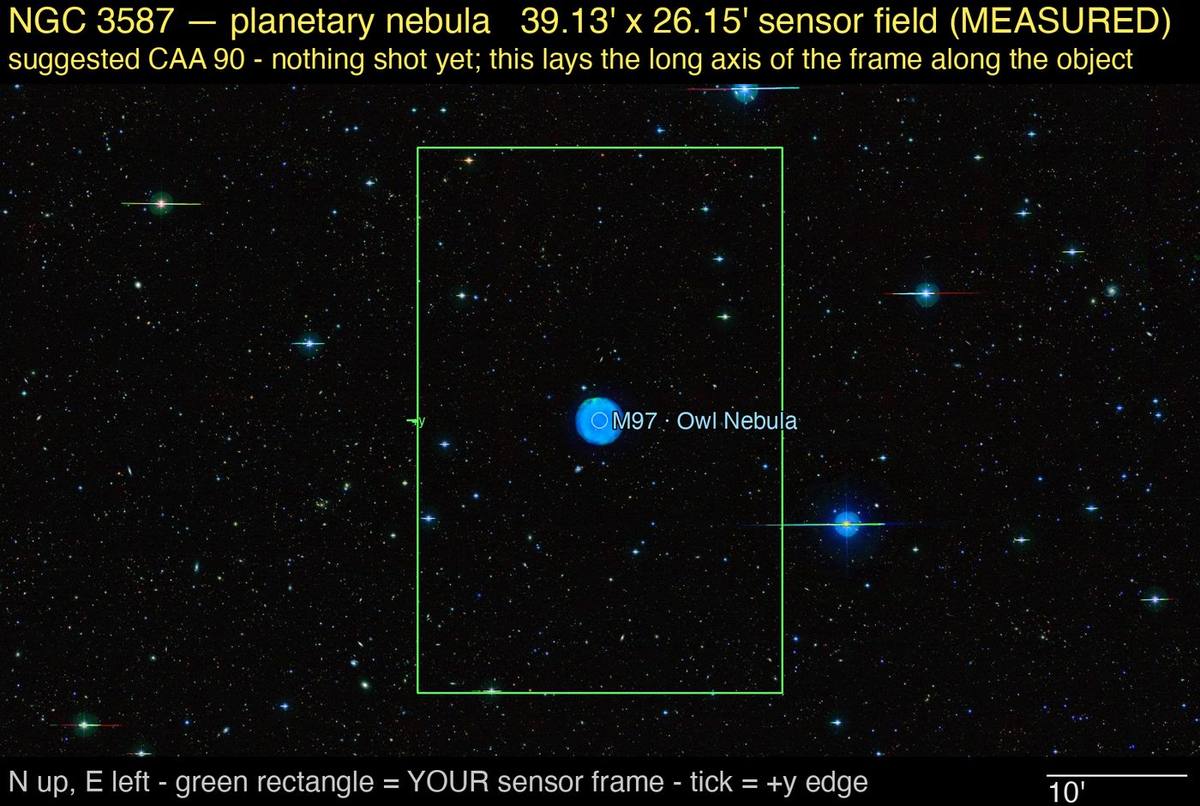 NGC 3587 — planetary nebula 39.13' x 26.15' sensor field (MEASURED)
suggested CAA 90 - nothing shot yet; this lays the long axis of the frame along the object
+y
M97 · Owl Nebula
N up, E left - green rectangle = YOUR sensor frame - tick = +y edge
10'